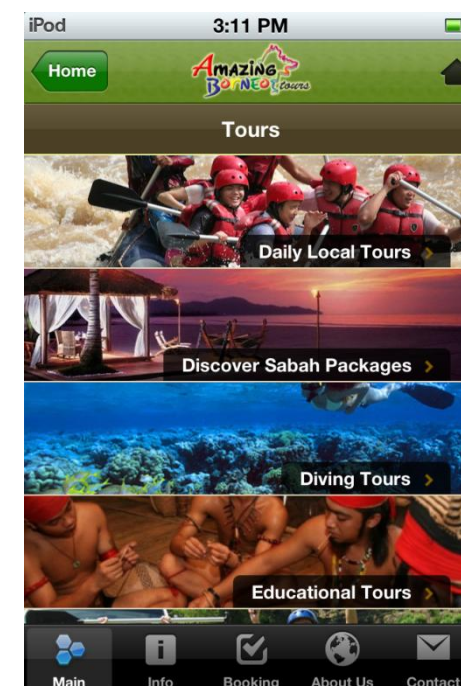 iPod 3:11 PM
Home
AMAZING
BORNEO tours
Tours
Daily Local Tours
Discover Sabah Packages
Diving Tours
Educational Tours
Main Info Booking About Us Contact